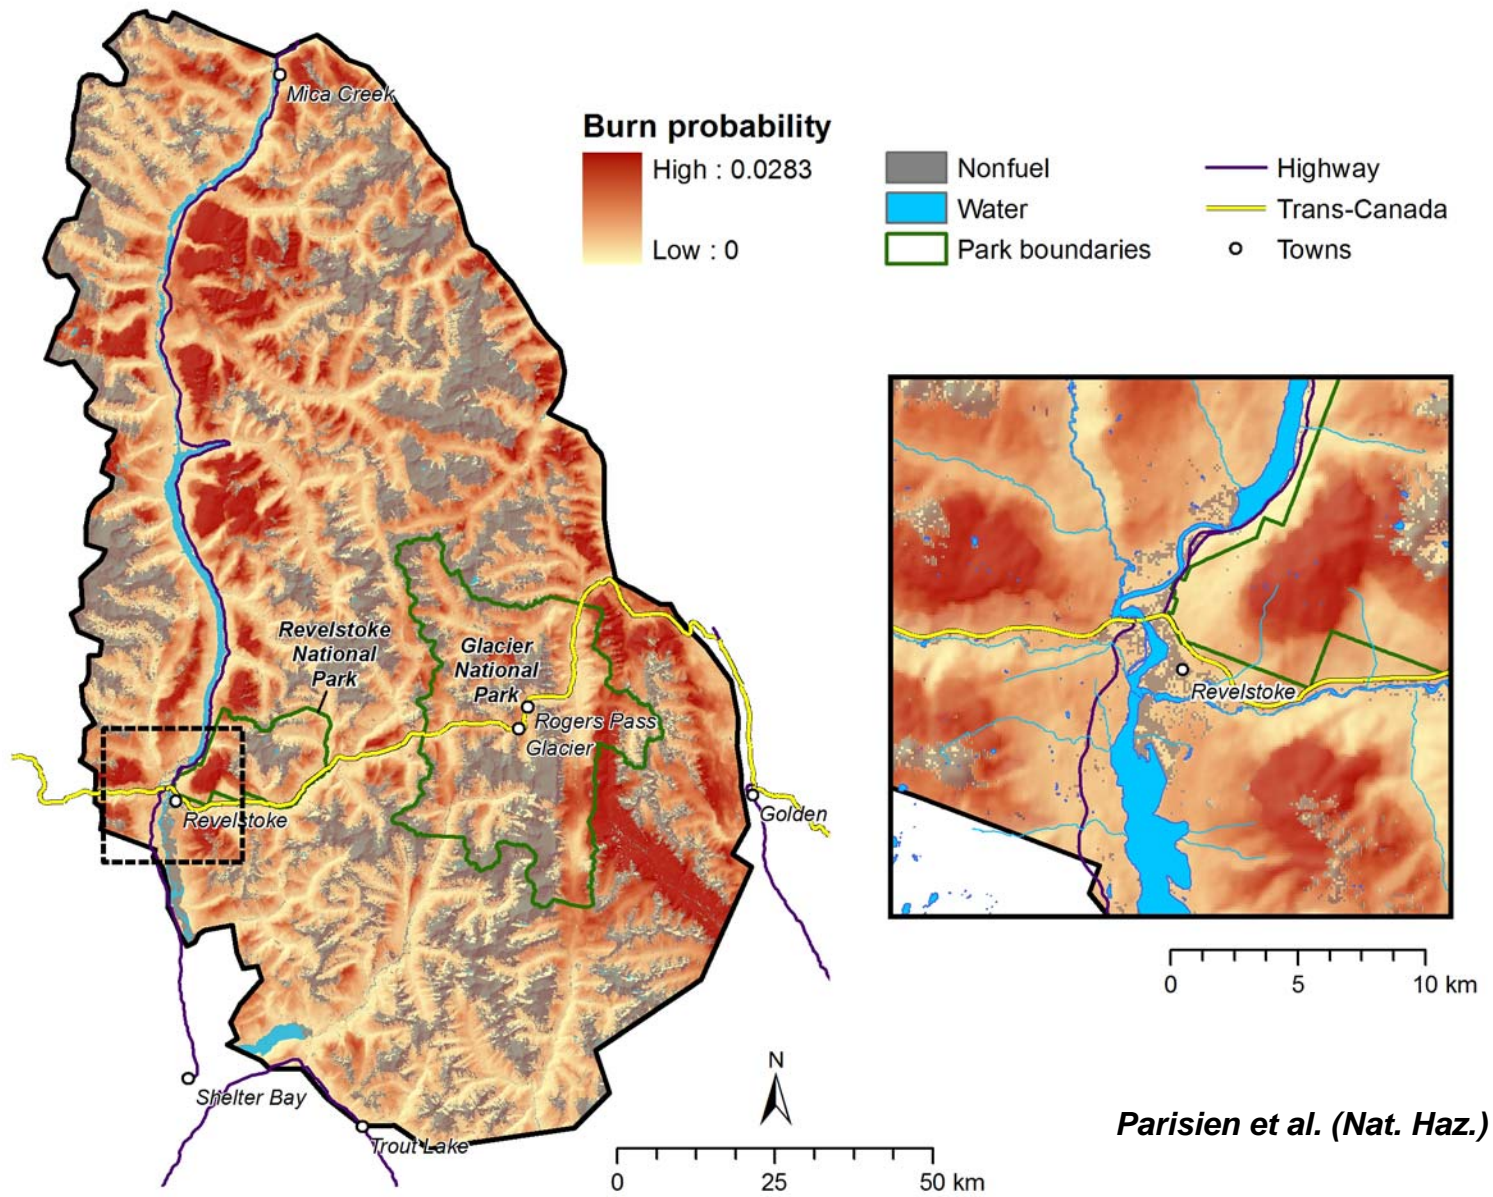 Mica Creek
Burn probability
High : 0.0283
Low : 0
Nonfuel
Water
Park boundaries
Highway
Trans-Canada
Towns
Revelstoke
National
Park
Glacier
National
Park
Rogers Pass
Glacier
Revelstoke
Golden
Shelter Bay
Trout Lake
Revelstoke
0 5 10 km
N
0 25 50 km
Parisien et al. (Nat. Haz.)